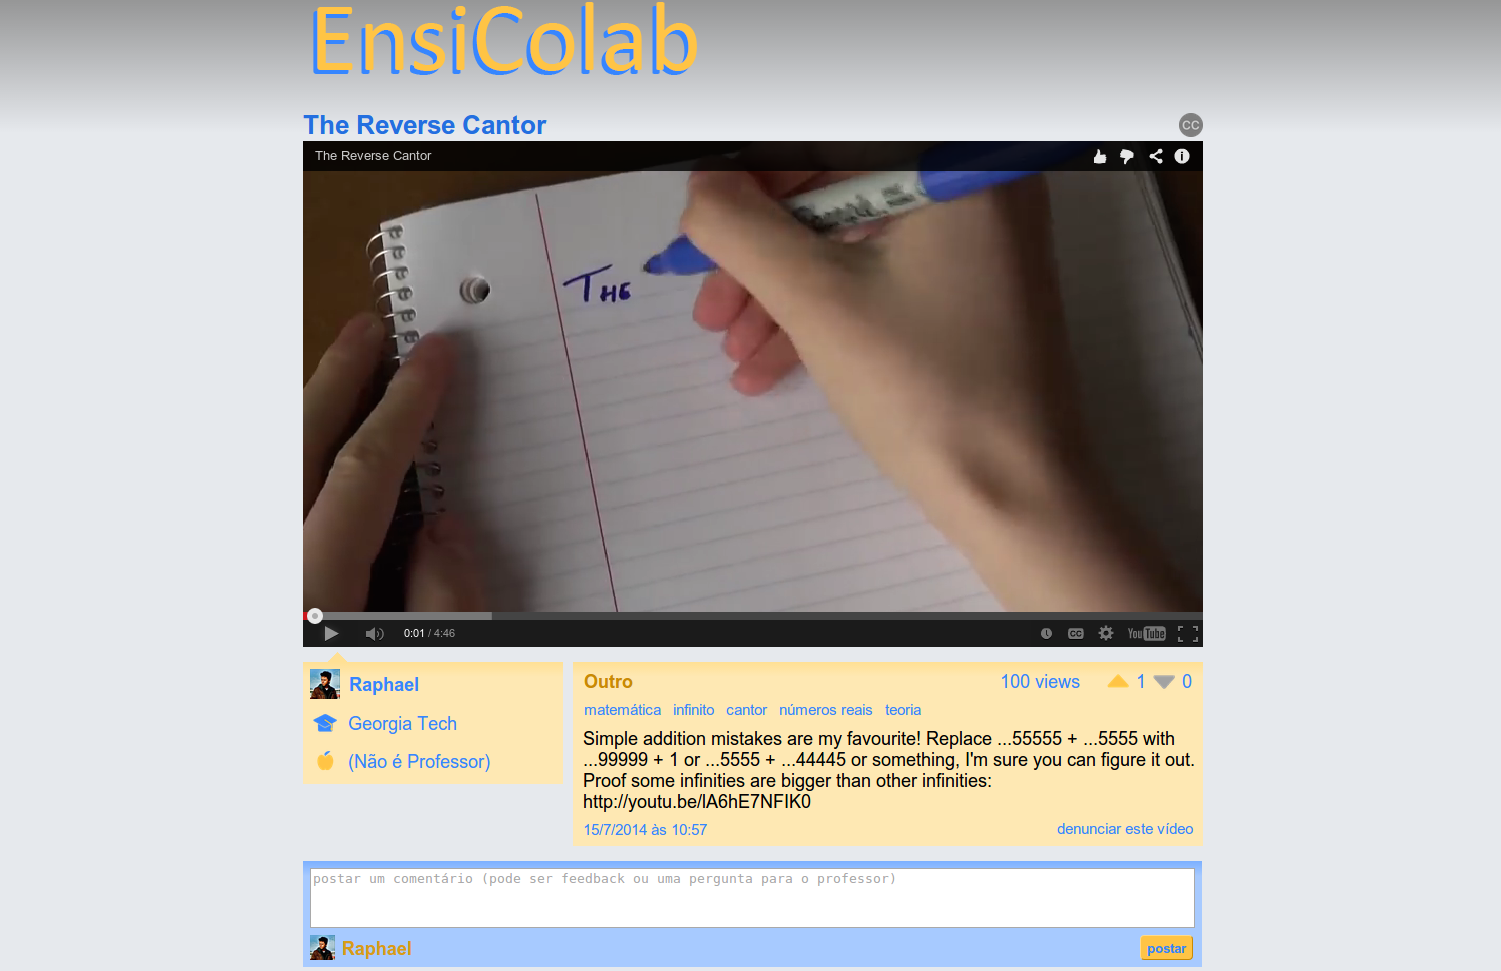 EnsiColab
The Reverse Cantor
CC
The Reverse Cantor
THE
0:01 / 4:46
CC
YouTube
Raphael
Georgia Tech
(Não é Professor)
Outro
100 views 1 0
matemática infinito cantor números reais teoria
Simple addition mistakes are my favourite! Replace ...55555 + ...5555 with
...99999 + 1 or ...5555 + ...44445 or something, I'm sure you can figure it out.
Proof some infinities are bigger than other infinities:
http://youtu.be/lA6hE7NFIK0
15/7/2014 às 10:57
denunciar este vídeo
postar um comentário (pode ser feedback ou uma pergunta para o professor)
Raphael
postar